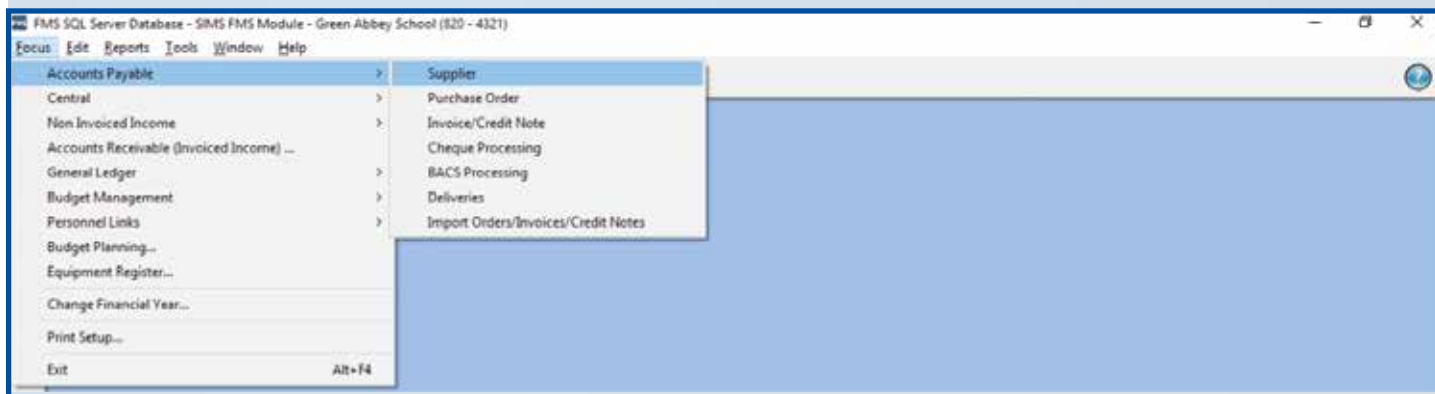 FMS SQL Server Database - SIMS FMS Module - Green Abbey School (820 - 4321)
Focus Edit Reports Tools Window Help
Accounts Payable
Central
Non Invoiced Income
Accounts Receivable (Invoiced Income) ...
General Ledger
Budget Management
Personnel Links
Budget Planning...
Equipment Register...
Change Financial Year...
Print Setup...
Exit Alt+F4
Supplier
Purchase Order
Invoice/Credit Note
Cheque Processing
BACS Processing
Deliveries
Import Orders/Invoices/Credit Notes